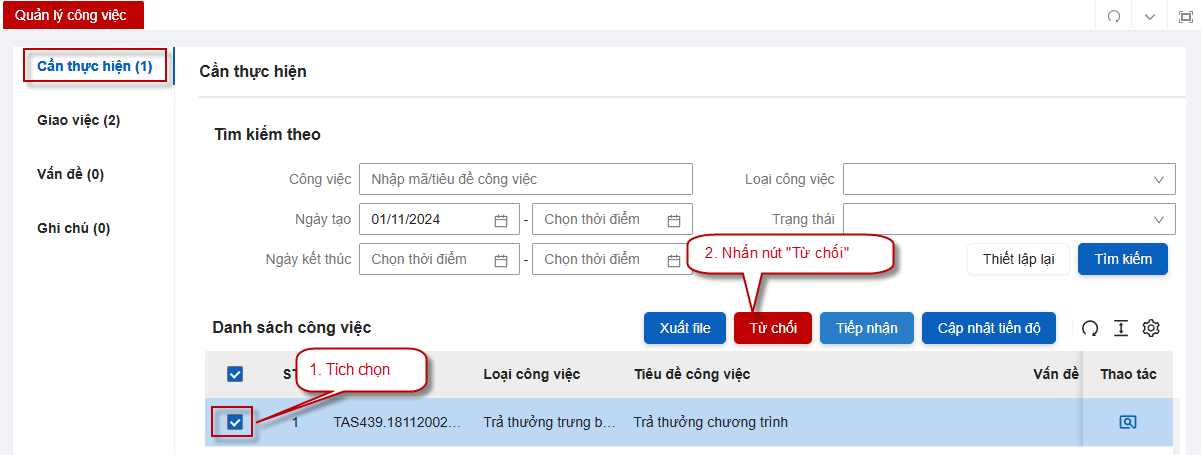 Quản lý công việc
Cần thực hiện (1)
Giao việc (2)
Vấn đề (0)
Ghi chú (0)
Cần thực hiện
Tìm kiếm theo
Công việc Nhập mã/tiêu đề công việc Loại công việc
Ngày tạo 01/11/2024 - Chọn thời điểm Trạng thái
Ngày kết thúc Chọn thời điểm - Chọn thời điểm
2. Nhấn nút "Từ chối"
Thiết lập lại Tìm kiếm
Danh sách công việc Xuất file Từ chối Tiếp nhận Cập nhật tiến độ
1. Tích chọn
Loại công việc Tiêu đề công việc Vấn đề Thao tác
1 TAS439.18112002... Trả thưởng trưng b... Trả thưởng chương trình